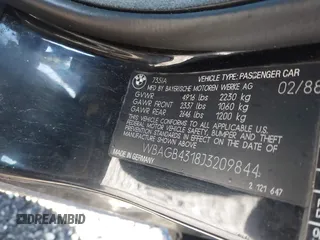 735iA
VEHICLE TYPE: PASSENGER CAR
MFD BY BAYERISCHE MOTOREN WERKE AG
02/88
GVWR 4916 lbs 2230 kg
GAWR FRONT 2337 lbs 1060 kg
GAWR REAR 2646 lbs 1200 kg
THIS VEHICLE CONFORMS TO ALL APPLICABLE
FEDERAL MOTOR VEHICLE SAFETY, BUMPER, AND
THEFT PREVENTION STANDARDS IN EFFECT ON
THE DATE OF MANUFACTURE SHOWN ABOVE.
WBAGB4318J3209844
MANUFACTURED IN
W. GERMANY
2 121 647
DREAMBID